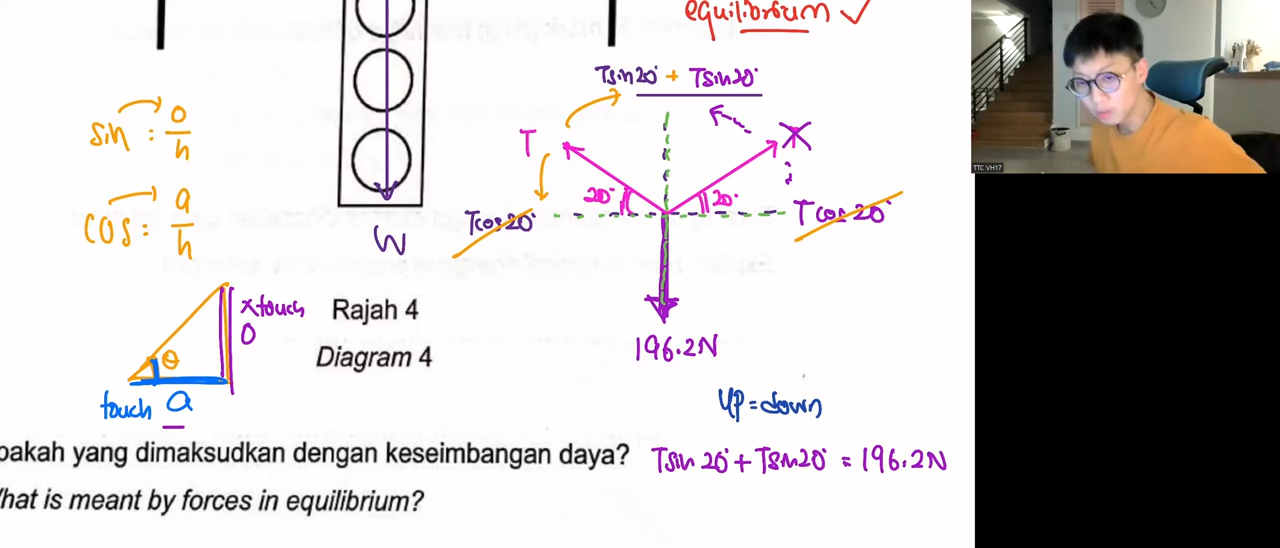 equilibrium ✓
Tsin20° + Tsin20°
sin : o/h
T
X
20°
20°
cos : a/h
Tcos20°
Tcos20°
W
x touch
O
θ
touch a
Rajah 4
Diagram 4
196.2N
up = down
pakah yang dimaksudkan dengan keseimbangan daya?
Tsin20° + Tsin20° = 196.2N
hat is meant by forces in equilibrium?
TTC VH17